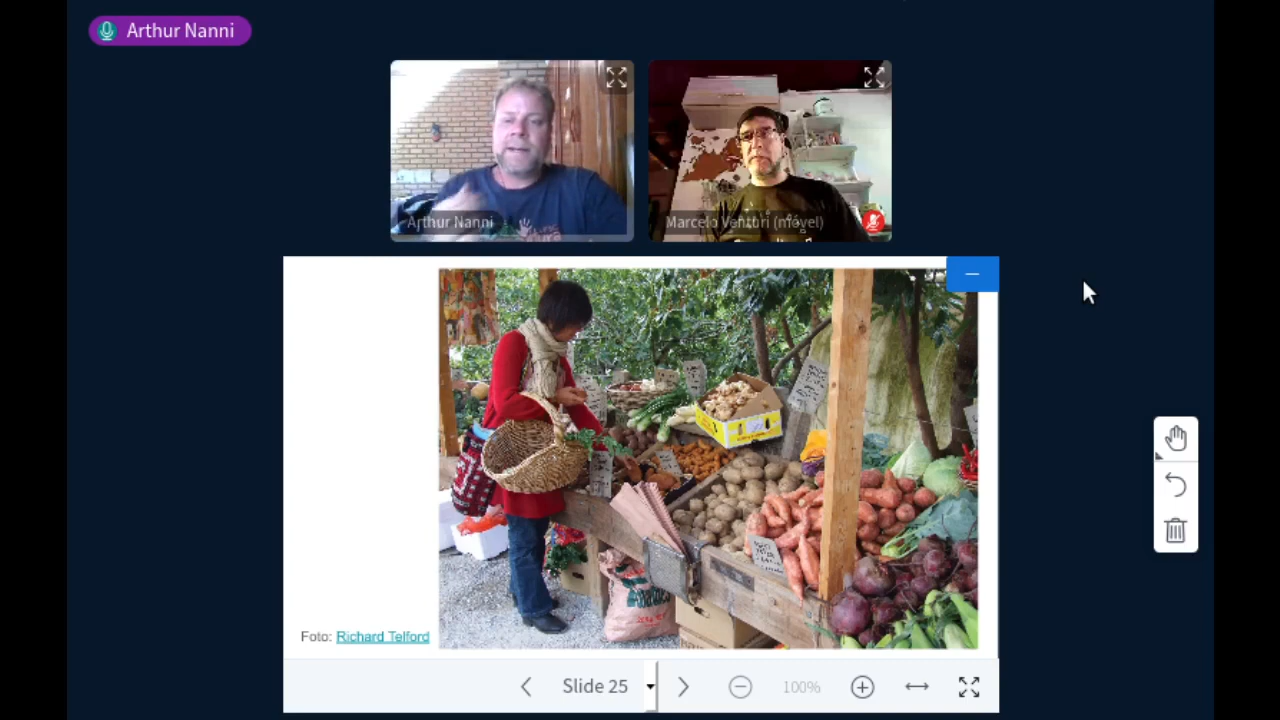 Arthur Nanni
Arthur Nanni
Marcelo Venturi (móvel)
Foto: Richard Telford
Slide 25
100%